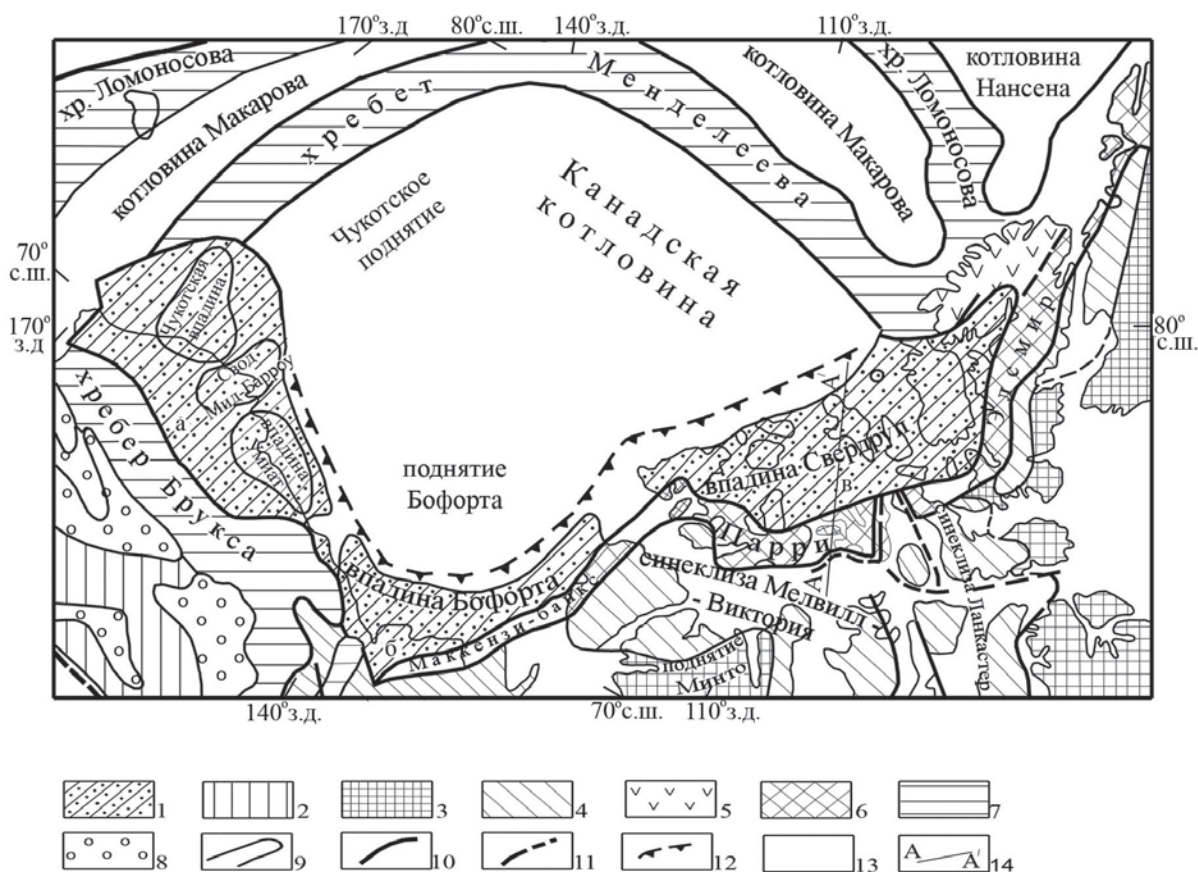 170°з.д
80°с.ш.
140°з.д.
110°з.д.
хр. Ломоносова
котловина Макарова
хребет Менделеева
котловина Макарова
хр. Ломоносова
котловина
Нансена
Чукотское
поднятие
Канадская
котловина
70°
с.ш.
170°
з.д
80°
с.ш.
Чукотская
впадина
Свод
Мид-Барроу
а
впадина
хребер Брукса
поднятие
Бофорта
впадина Бофорта
б
Маккензи-банкс
A'
впадина Свердруп
в
Элсмир
Парри
A
синеклиза Мелвилл -
- Виктория
поднятие
Минто
синеклиза Ланкастер
140°з.д.
70°с.ш.
110°з.д.
1
2
3
4
5
6
7
8
9
10
11
12
13
A A' 14